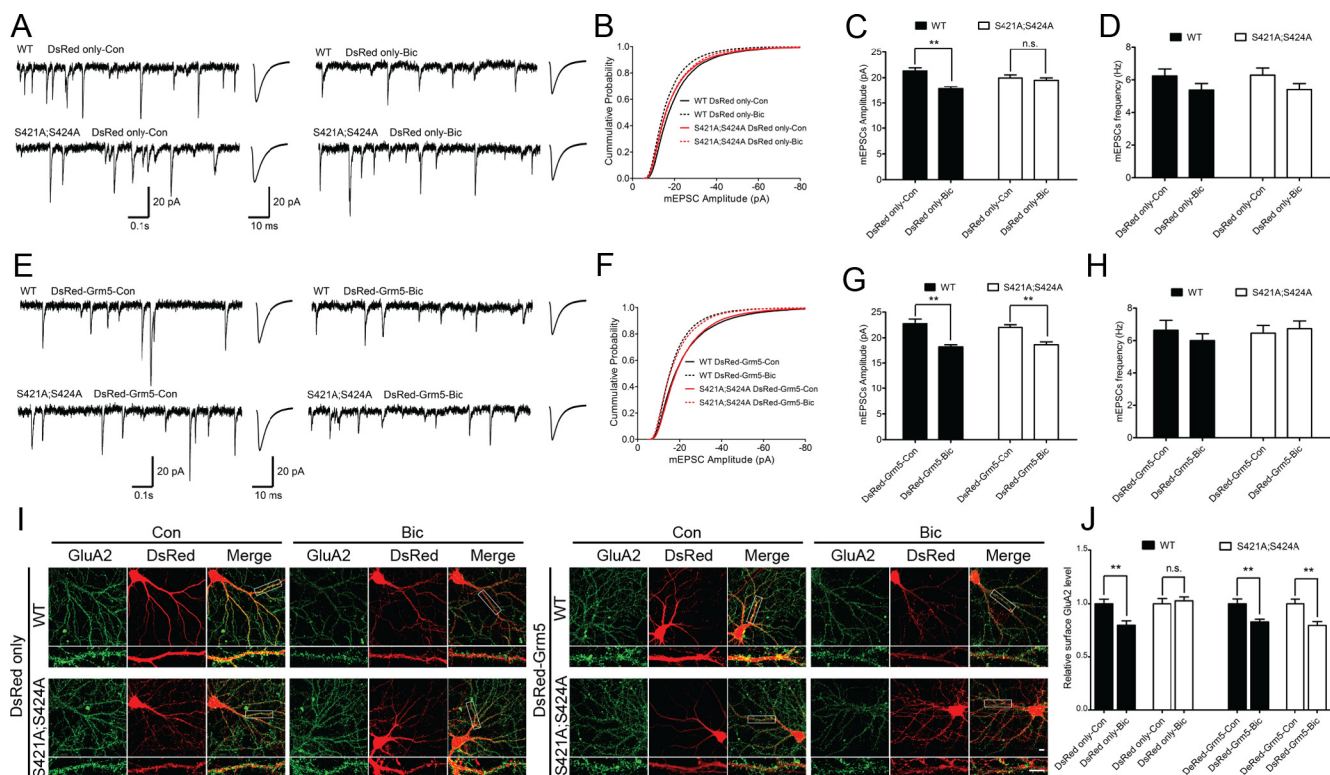 A
WT DsRed only-Con
WT DsRed only-Bic
S421A;S424A DsRed only-Con
S421A;S424A DsRed only-Bic
20 pA
0.1s
20 pA
10 ms
B
Cummulative Probability
1.0
0.8
0.6
0.4
0.2
0.0
WT DsRed only-Con
WT DsRed only-Bic
S421A;S424A DsRed only-Con
S421A;S424A DsRed only-Bic
-20 -40 -60 -80
mEPSC Amplitude (pA)
C
WT S421A;S424A
mEPSCs Amplitude (pA)
25
20
15
10
5
0
**
n.s.
DsRed only-Con
DsRed only-Bic
DsRed only-Con
DsRed only-Bic
D
WT S421A;S424A
mEPSCs frequency (Hz)
8
6
4
2
0
DsRed only-Con
DsRed only-Bic
DsRed only-Con
DsRed only-Bic
E
WT DsRed-Grm5-Con
WT DsRed-Grm5-Bic
S421A;S424A DsRed-Grm5-Con
S421A;S424A DsRed-Grm5-Bic
20 pA
0.1s
20 pA
10 ms
F
Cummulative Probability
1.0
0.8
0.6
0.4
0.2
0.0
WT DsRed-Grm5-Con
WT DsRed-Grm5-Bic
S421A;S424A DsRed-Grm5-Con
S421A;S424A DsRed-Grm5-Bic
-20 -40 -60 -80
mEPSC Amplitude (pA)
G
WT S421A;S424A
mEPSCs Amplitude (pA)
25
20
15
10
5
0
**
**
DsRed-Grm5-Con
DsRed-Grm5-Bic
DsRed-Grm5-Con
DsRed-Grm5-Bic
H
WT S421A;S424A
mEPSCs frequency (Hz)
8
6
4
2
0
DsRed-Grm5-Con
DsRed-Grm5-Bic
DsRed-Grm5-Con
DsRed-Grm5-Bic
I
Con Bic
GluA2 DsRed Merge GluA2 DsRed Merge
DsRed only
WT
S421A;S424A
Con Bic
GluA2 DsRed Merge GluA2 DsRed Merge
DsRed-Grm5
WT
S421A;S424A
J
WT S421A;S424A
Relative surface GluA2 level
1.5
1.0
0.5
0.0
**
n.s.
**
**
DsRed only-Con
DsRed only-Bic
DsRed only-Con
DsRed only-Bic
DsRed-Grm5-Con
DeRed-Grm5-Bic
DeRed-Grm5-Con
DeRed-Grm5-Bic